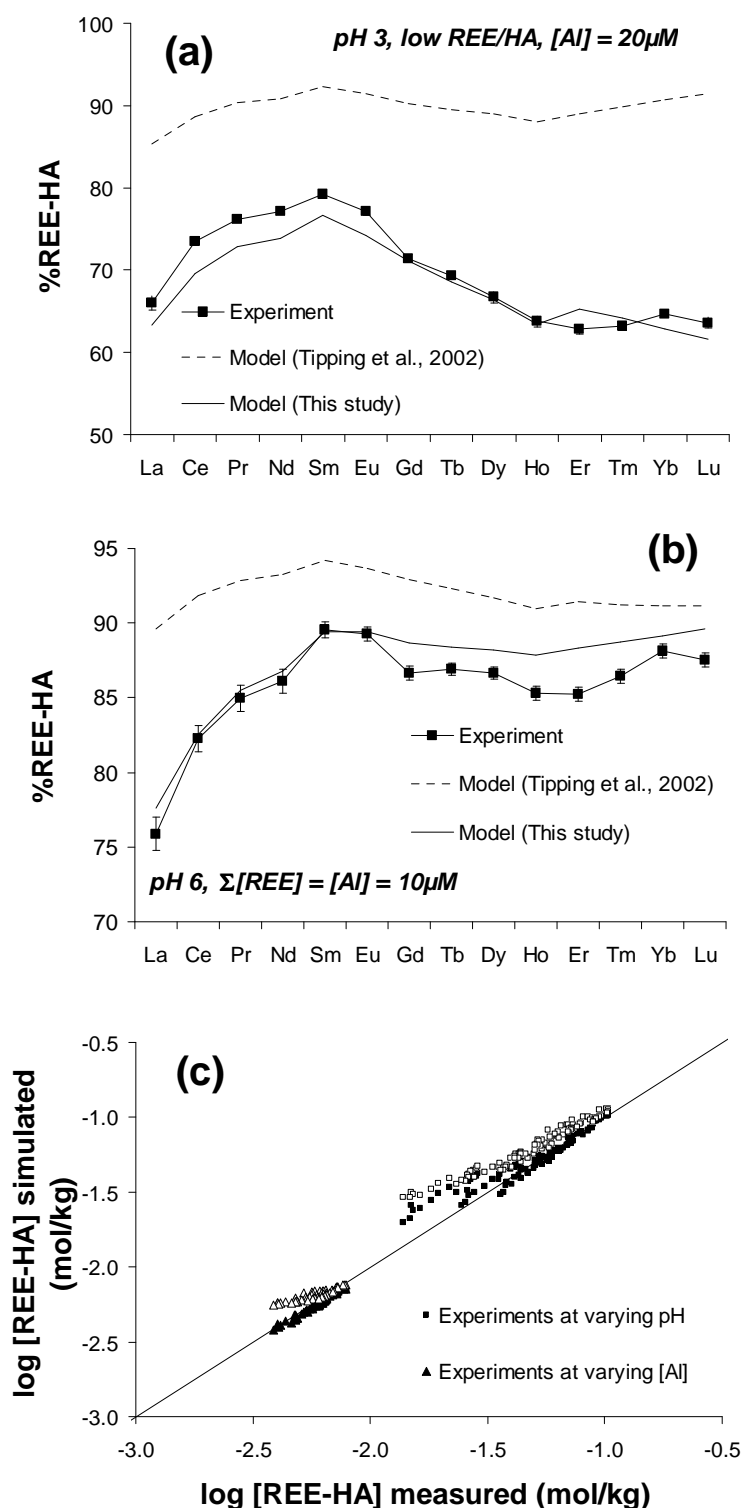 100
(a)
pH 3, low REE/HA, [Al] = 20µM
90
80
70
60
50
%REE-HA
Experiment
Model (Tipping et al., 2002)
Model (This study)
La Ce Pr Nd Sm Eu Gd Tb Dy Ho Er Tm Yb Lu
95
(b)
90
85
80
75
70
%REE-HA
Experiment
Model (Tipping et al., 2002)
Model (This study)
pH 6, Σ[REE] = [Al] = 10µM
La Ce Pr Nd Sm Eu Gd Tb Dy Ho Er Tm Yb Lu
-0.5
(c)
-1.0
-1.5
-2.0
-2.5
-3.0
log [REE-HA] simulated
(mol/kg)
Experiments at varying pH
Experiments at varying [Al]
-3.0 -2.5 -2.0 -1.5 -1.0 -0.5
log [REE-HA] measured (mol/kg)